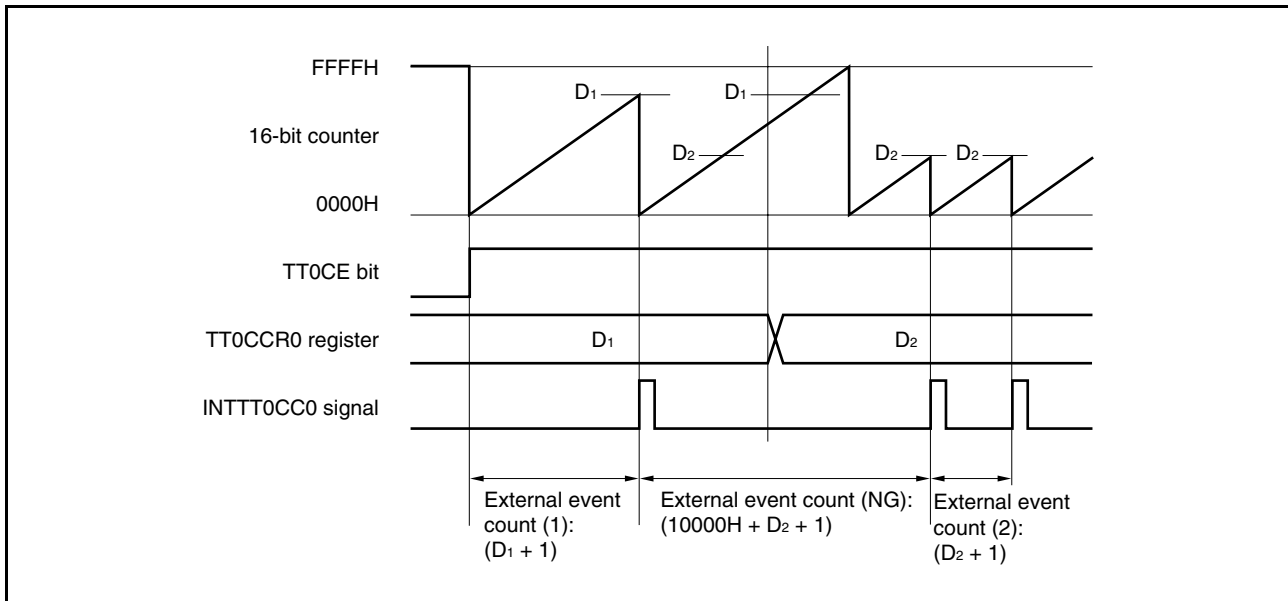 FFFFH
D1
D1
16-bit counter
D2
D2
D2
0000H
TT0CE bit
TT0CCR0 register
D1
D2
INTTT0CC0 signal
External event
count (1):
(D1 + 1)
External event count (NG):
(10000H + D2 + 1)
External event
count (2):
(D2 + 1)